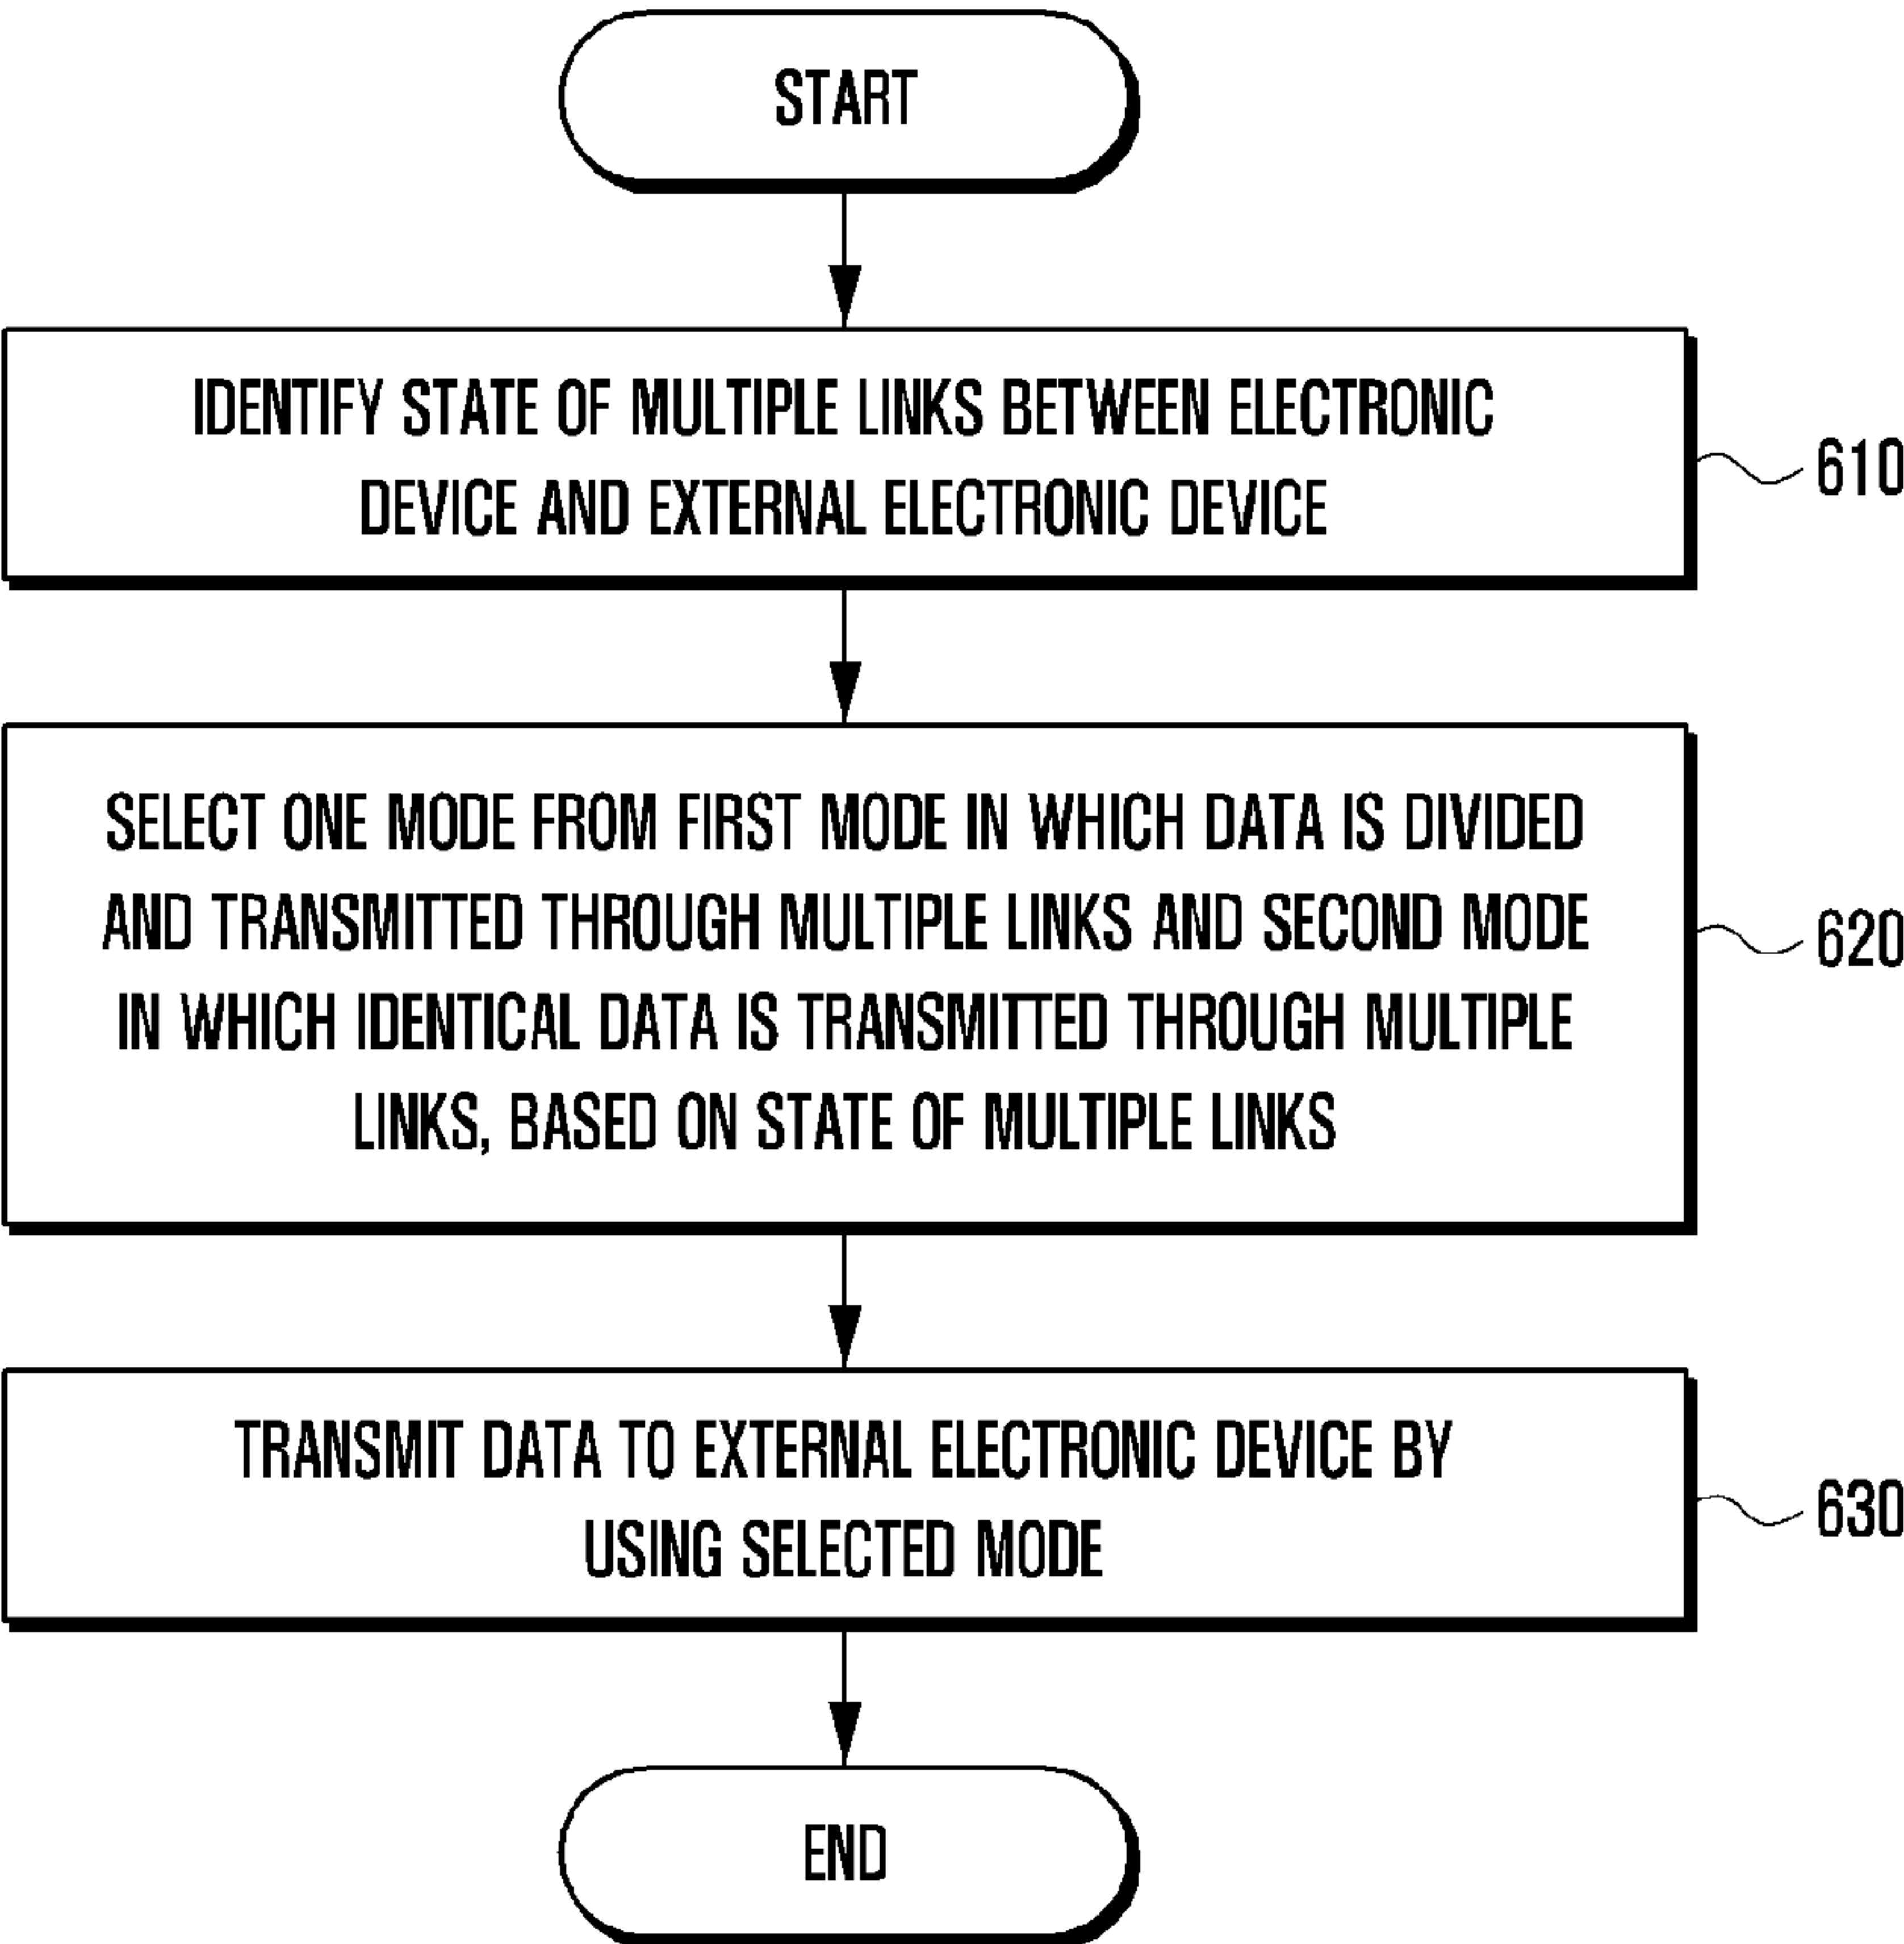 START
IDENTIFY STATE OF MULTIPLE LINKS BETWEEN ELECTRONIC
DEVICE AND EXTERNAL ELECTRONIC DEVICE
610
SELECT ONE MODE FROM FIRST MODE IN WHICH DATA IS DIVIDED
AND TRANSMITTED THROUGH MULTIPLE LINKS AND SECOND MODE
IN WHICH IDENTICAL DATA IS TRANSMITTED THROUGH MULTIPLE
LINKS, BASED ON STATE OF MULTIPLE LINKS
620
TRANSMIT DATA TO EXTERNAL ELECTRONIC DEVICE BY
USING SELECTED MODE
630
END